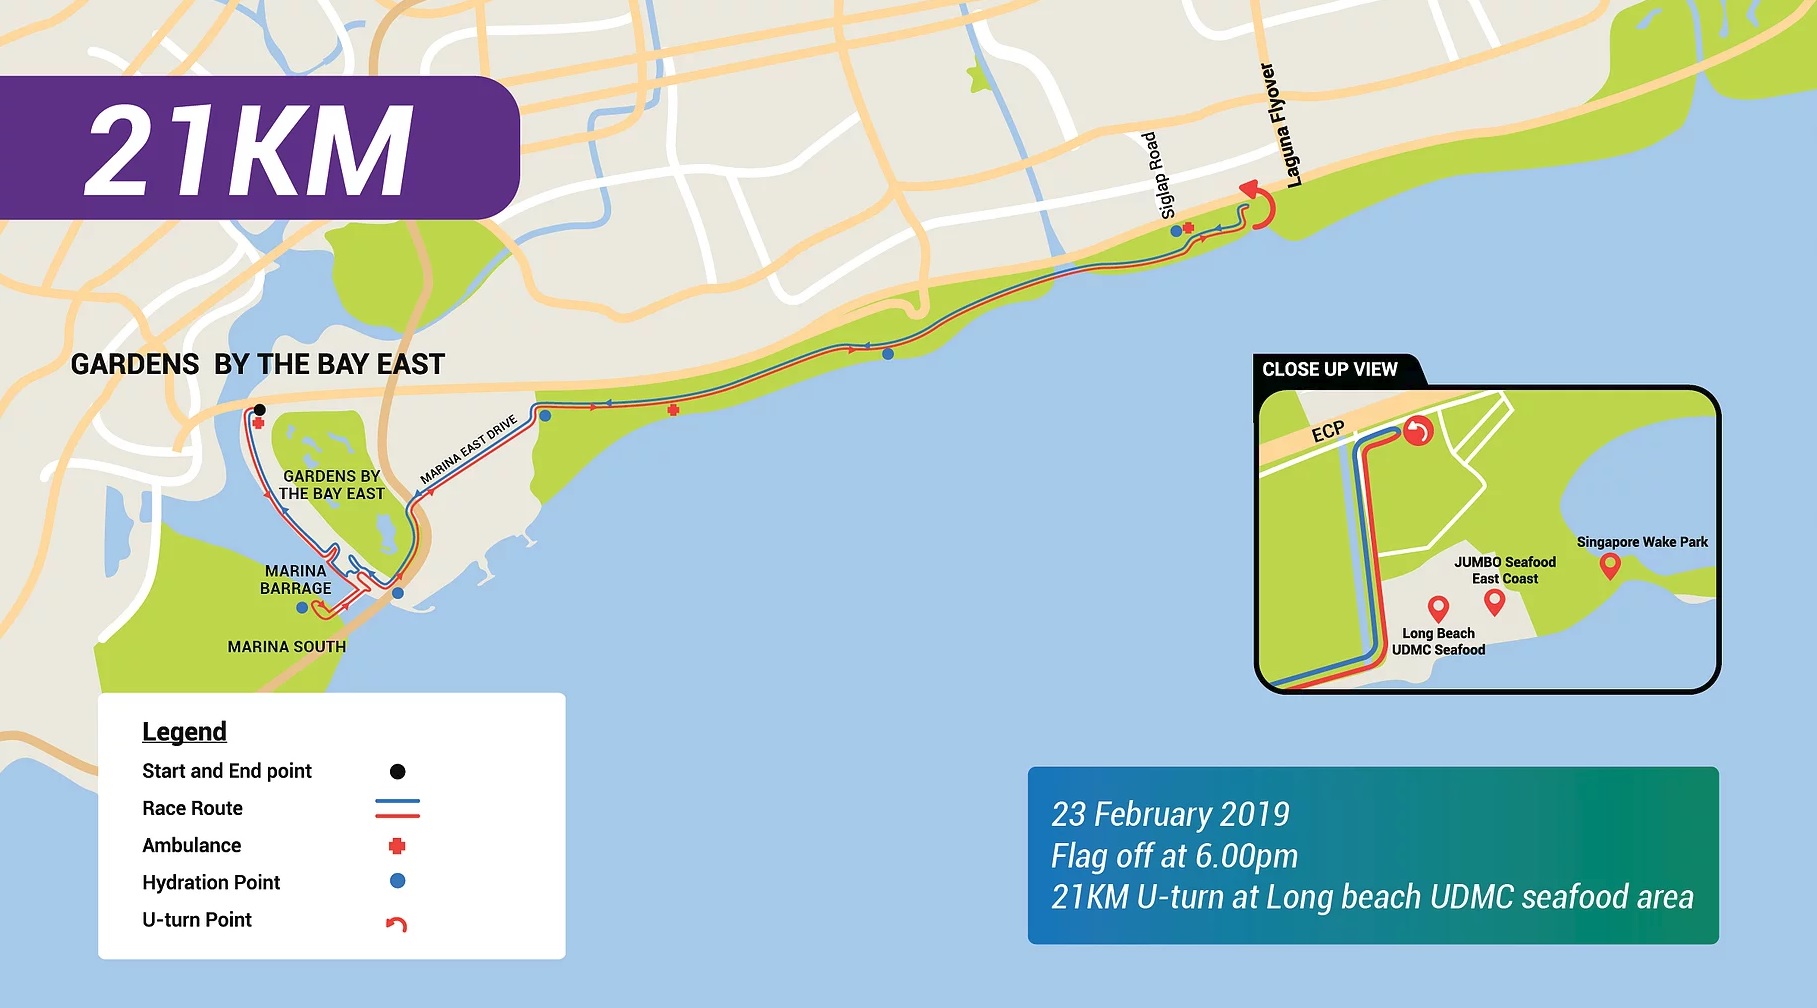 21KM
Laguna Flyover
Siglap Road
GARDENS BY THE BAY EAST
MARINA EAST DRIVE
GARDENS BY
THE BAY EAST
MARINA
BARRAGE
MARINA SOUTH
CLOSE UP VIEW
ECP
Singapore Wake Park
JUMBO Seafood
East Coast
Long Beach
UDMC Seafood
Legend
Start and End point
Race Route
Ambulance
Hydration Point
U-turn Point
23 February 2019
Flag off at 6.00pm
21KM U-turn at Long beach UDMC seafood area